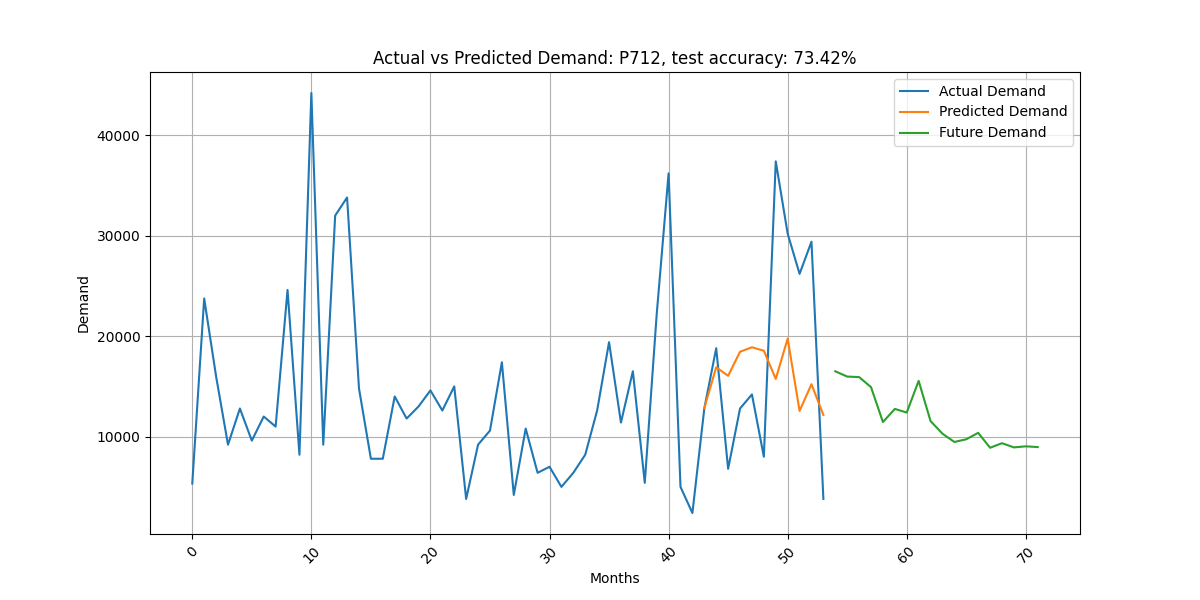 Actual vs Predicted Demand: P712, test accuracy: 73.42%
Actual Demand
Predicted Demand
Future Demand
Demand
40000
30000
20000
10000
0 10 20 30 40 50 60 70
Months